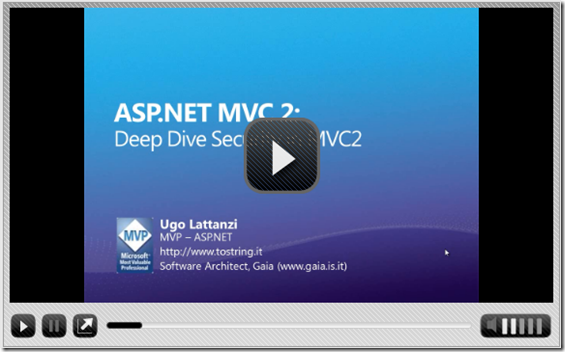 ASP.NET MVC 2:
Deep Dive MVC2
Ugo Lattanzi
MVP – ASP.NET
http://www.tostring.it
Software Architect, Gaia (www.gaia.is.it)
MVP
Microsoft
Most Valuable
Professional